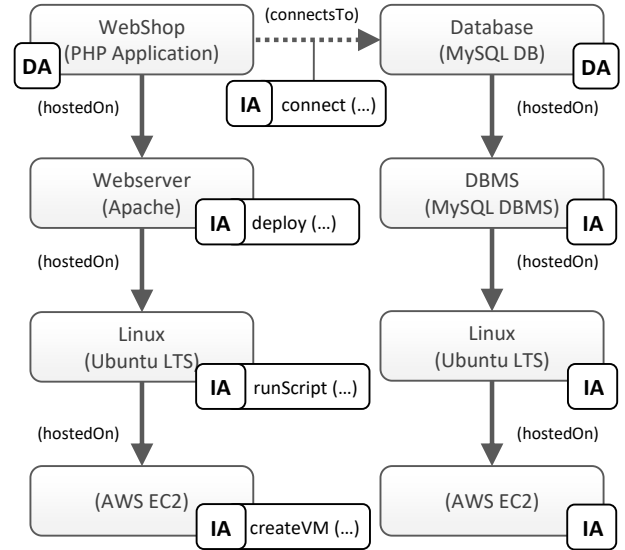 WebShop
(PHP Application)
DA
(connectsTo)
Database
(MySQL DB)
DA
IA connect (...)
(hostedOn)
(hostedOn)
Webserver
(Apache)
IA deploy (...)
DBMS
(MySQL DBMS)
IA
(hostedOn)
(hostedOn)
Linux
(Ubuntu LTS)
IA runScript (...)
Linux
(Ubuntu LTS)
IA
(hostedOn)
(hostedOn)
(AWS EC2)
IA createVM (...)
(AWS EC2)
IA